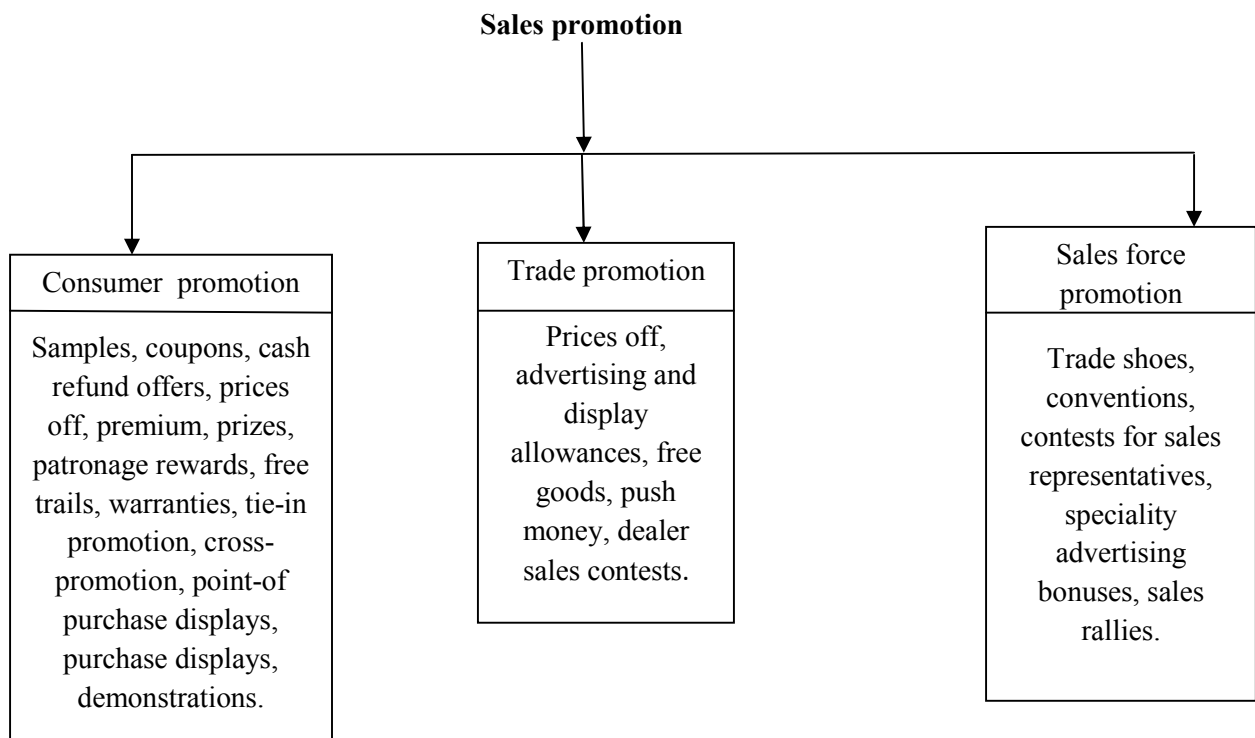 Sales promotion
Consumer promotion
Samples, coupons, cash
refund offers, prices
off, premium, prizes,
patronage rewards, free
trails, warranties, tie-in
promotion, cross-
promotion, point-of
purchase displays,
purchase displays,
demonstrations.
Trade promotion
Prices off,
advertising and
display
allowances, free
goods, push
money, dealer
sales contests.
Sales force
promotion
Trade shoes,
conventions,
contests for sales
representatives,
speciality
advertising
bonuses, sales
rallies.